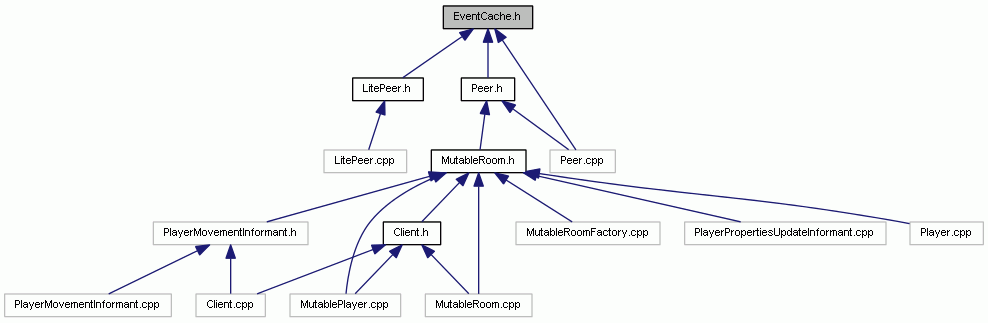 EventCache.h
LitePeer.h
Peer.h
LitePeer.cpp
MutableRoom.h
Peer.cpp
PlayerMovementInformant.h
Client.h
MutableRoomFactory.cpp
PlayerPropertiesUpdateInformant.cpp
Player.cpp
PlayerMovementInformant.cpp
Client.cpp
MutablePlayer.cpp
MutableRoom.cpp